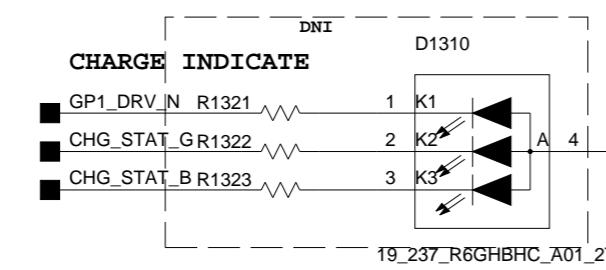 DNI
D1310
CHARGE INDICATE
GP1_DRV_N R1321 1 K1
CHG_STAT_G R1322 2 K2 A 4
CHG_STAT_B R1323 3 K3
19_237_R6GHBHC_A01_2